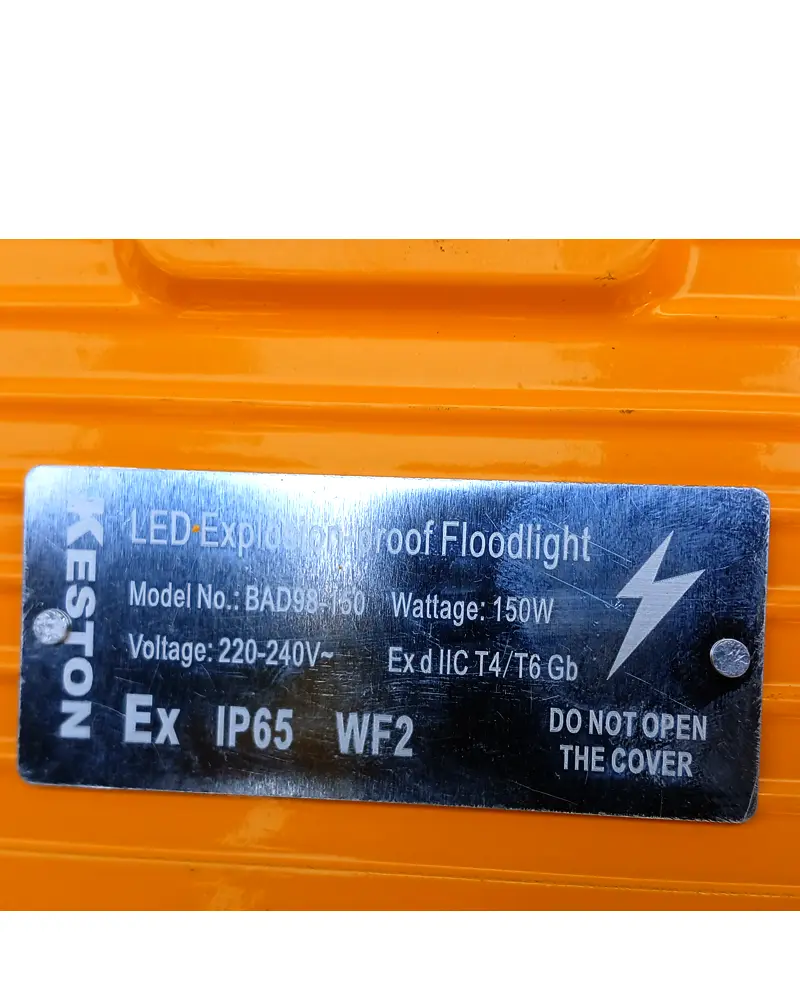 KESTON
LED Explosion-proof Floodlight
Model No.: BAD98-150 Wattage: 150W
Voltage: 220-240V~ Ex d IIC T4/T6 Gb
Ex IP65 WF2
DO NOT OPEN
THE COVER